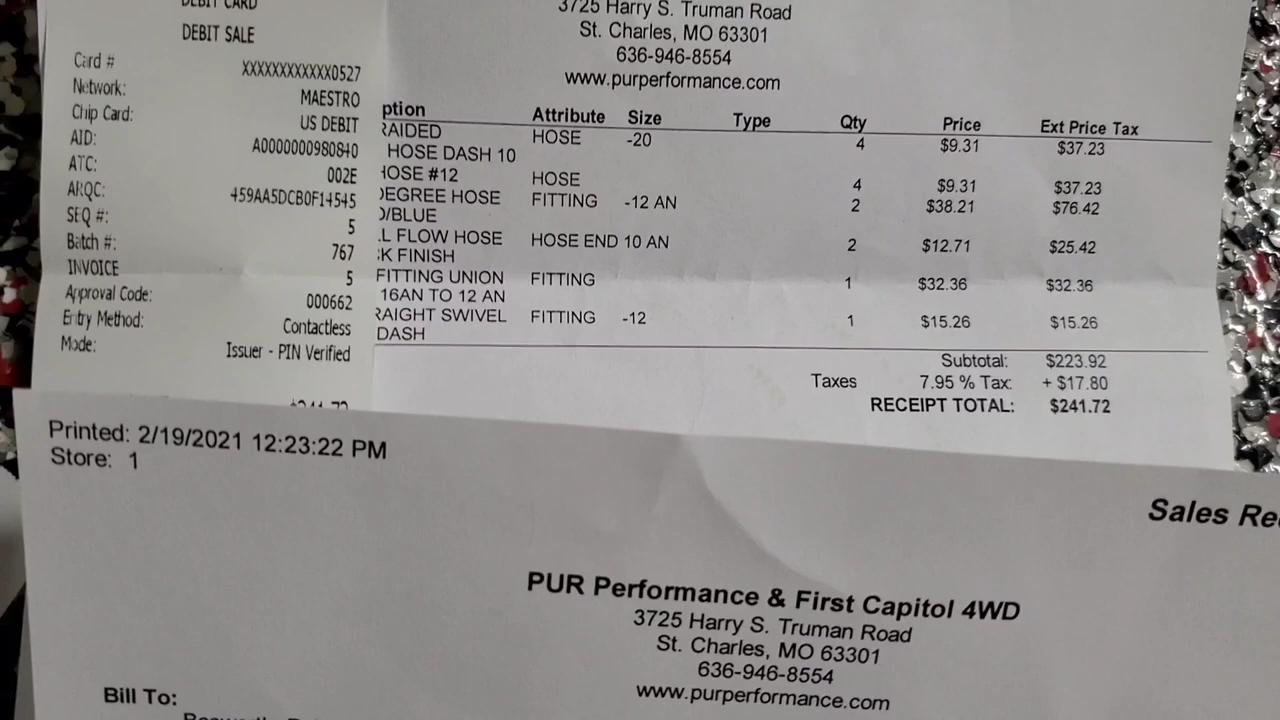 DEBIT CARD
DEBIT SALE
Card # XXXXXXXXXXXX0527
Network: MAESTRO
Chip Card: US DEBIT
AID: A0000000980840
ATC: 002E
ARQC: 459AA5DCB0F14545
SEQ #: 5
Batch #: 767
INVOICE 5
Approval Code: 000662
Entry Method: Contactless
Mode: Issuer - PIN Verified
3725 Harry S. Truman Road
St. Charles, MO 63301
636-946-8554
www.purperformance.com
ption Attribute Size Type Qty Price Ext Price Tax
RAIDED HOSE -20 4 $9.31 $37.23
HOSE DASH 10
HOSE #12 HOSE 4 $9.31 $37.23
DEGREE HOSE FITTING -12 AN 2 $38.21 $76.42
D/BLUE
L FLOW HOSE HOSE END 10 AN 2 $12.71 $25.42
CK FINISH
FITTING UNION FITTING 1 $32.36 $32.36
16AN TO 12 AN
RAIGHT SWIVEL FITTING -12 1 $15.26 $15.26
DASH
Subtotal: $223.92
Taxes 7.95 % Tax: + $17.80
RECEIPT TOTAL: $241.72
Printed: 2/19/2021 12:23:22 PM
Store: 1
Sales Re
PUR Performance & First Capitol 4WD
3725 Harry S. Truman Road
St. Charles, MO 63301
636-946-8554
www.purperformance.com
Bill To: